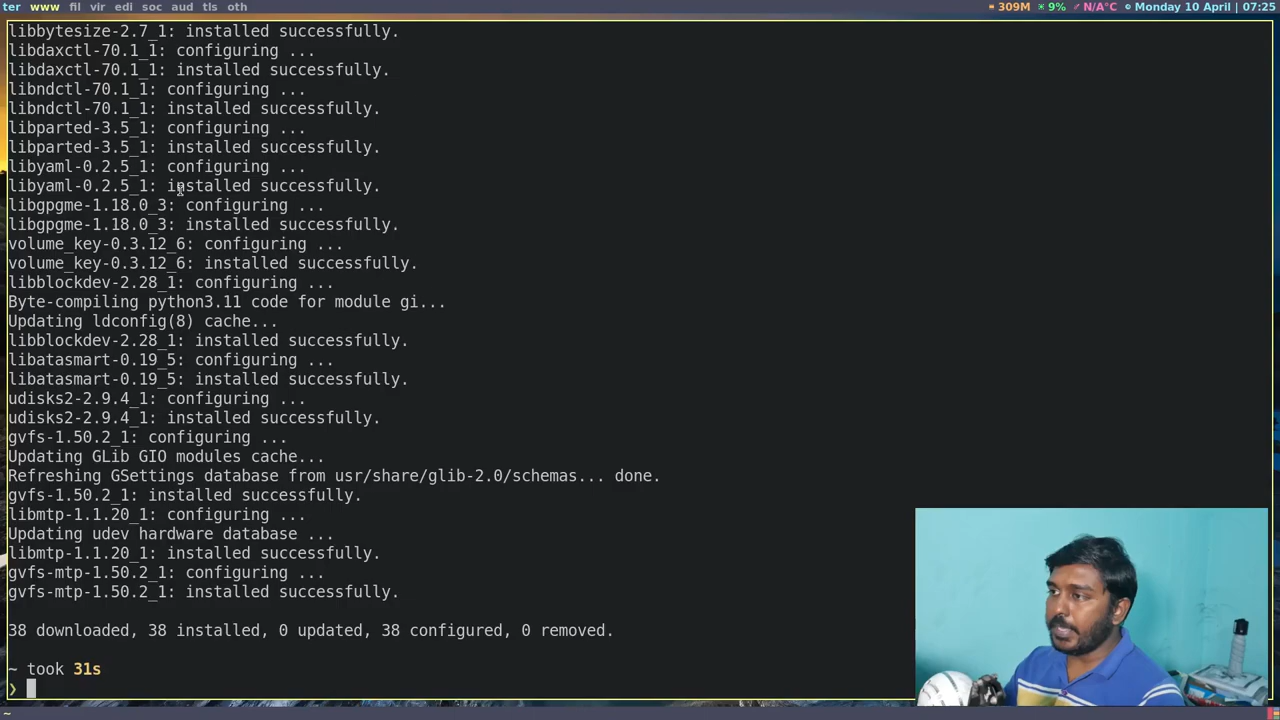 ter www fil vir edi soc aud tls oth 309M 9% N/A°C Monday 10 April | 07:25
libbytesize-2.7_1: installed successfully.
libdaxctl-70.1_1: configuring ...
libdaxctl-70.1_1: installed successfully.
libndctl-70.1_1: configuring ...
libndctl-70.1_1: installed successfully.
libparted-3.5_1: configuring ...
libparted-3.5_1: installed successfully.
libyaml-0.2.5_1: configuring ...
libyaml-0.2.5_1: installed successfully.
libgpgme-1.18.0_3: configuring ...
libgpgme-1.18.0_3: installed successfully.
volume_key-0.3.12_6: configuring ...
volume_key-0.3.12_6: installed successfully.
libblockdev-2.28_1: configuring ...
Byte-compiling python3.11 code for module gi...
Updating ldconfig(8) cache...
libblockdev-2.28_1: installed successfully.
libatasmart-0.19_5: configuring ...
libatasmart-0.19_5: installed successfully.
udisks2-2.9.4_1: configuring ...
udisks2-2.9.4_1: installed successfully.
gvfs-1.50.2_1: configuring ...
Updating GLib GIO modules cache...
Refreshing GSettings database from usr/share/glib-2.0/schemas... done.
gvfs-1.50.2_1: installed successfully.
libmtp-1.1.20_1: configuring ...
Updating udev hardware database ...
libmtp-1.1.20_1: installed successfully.
gvfs-mtp-1.50.2_1: configuring ...
gvfs-mtp-1.50.2_1: installed successfully.
38 downloaded, 38 installed, 0 updated, 38 configured, 0 removed.
~ took 31s
❯
~